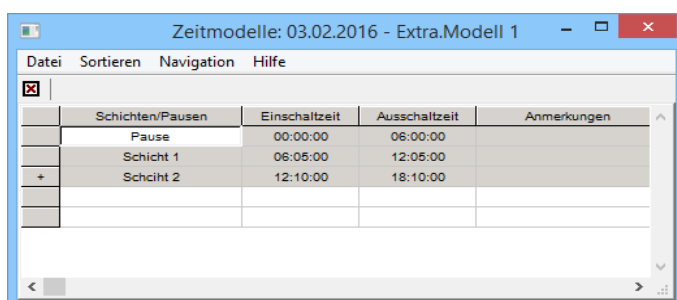 Zeitmodelle: 03.02.2016 - Extra.Modell 1
Datei Sortieren Navigation Hilfe
Schichten/Pausen Einschaltzeit Ausschaltzeit Anmerkungen
Pause 00:00:00 06:00:00
Schicht 1 06:05:00 12:05:00
+ Schciht 2 12:10:00 18:10:00